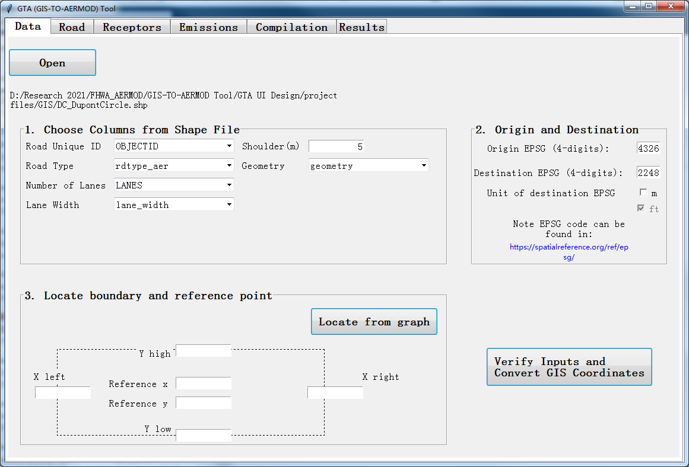 GTA (GIS-TO-AERMOD) Tool
Data Road Receptors Emissions Compilation Results
Open
D:/Research 2021/FHWA_AERMOD/GIS-TO-AERMOD Tool/GTA UI Design/project
files/GIS/DC_DupontCircle.shp
1. Choose Columns from Shape File
Road Unique ID OBJECTID Shoulder(m) 5
Road Type rdtype_aer Geometry geometry
Number of Lanes LANES
Lane Width lane_width
2. Origin and Destination
Origin EPSG (4-digits): 4326
Destination EPSG (4-digits): 2248
Unit of destination EPSG m
ft
Note EPSG code can be
found in:
https://spatialreference.org/ref/ep
sg/
3. Locate boundary and reference point
Locate from graph
Y high
X left X right
Reference x
Reference y
Y low
Verify Inputs and
Convert GIS Coordinates